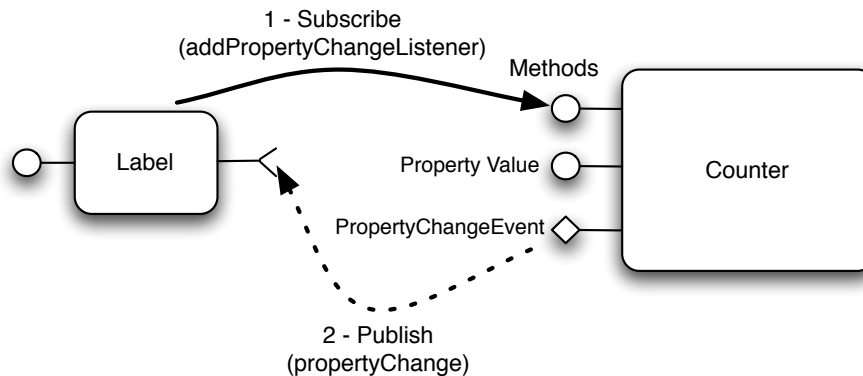 1 - Subscribe
(addPropertyChangeListener)
Methods
Label
Property Value
Counter
PropertyChangeEvent
2 - Publish
(propertyChange)